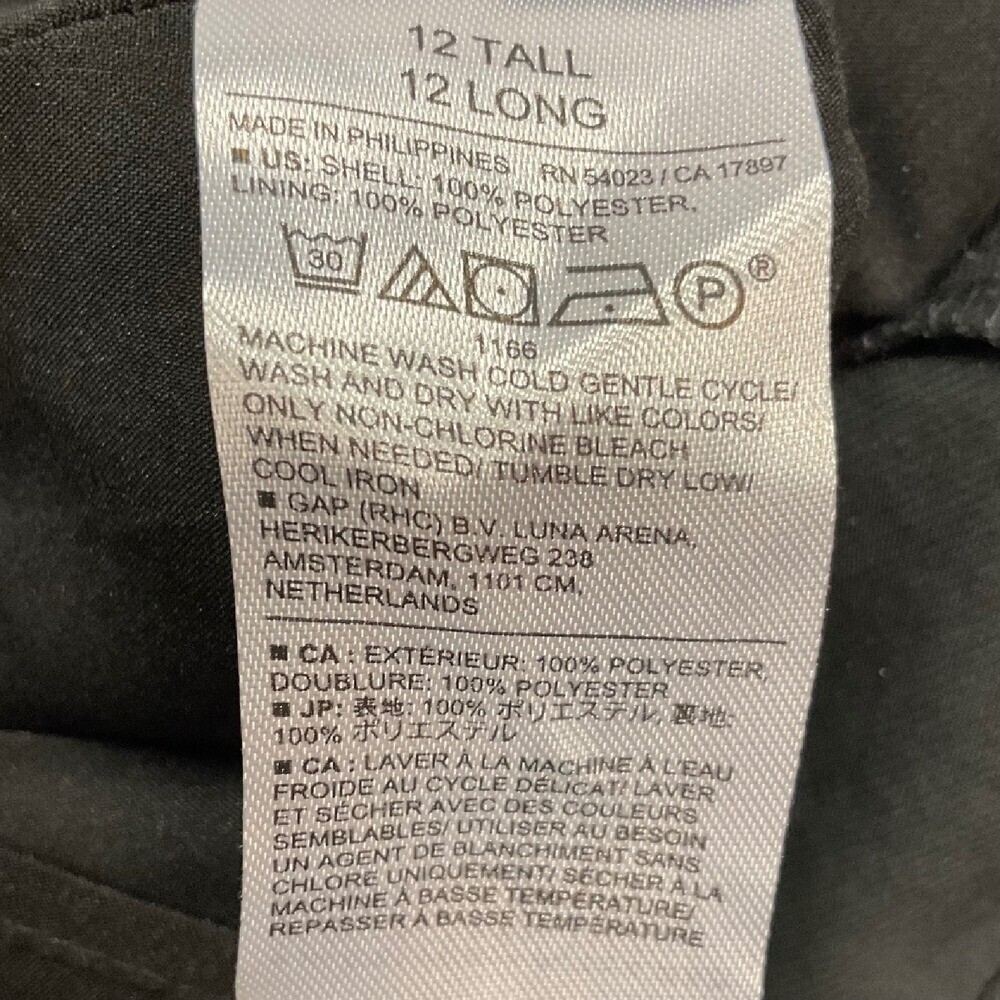 12 TALL
12 LONG
MADE IN PHILIPPINES RN 54023 / CA 17897
■ US: SHELL: 100% POLYESTER,
LINING: 100% POLYESTER
30 P ®
1166
MACHINE WASH COLD GENTLE CYCLE/
WASH AND DRY WITH LIKE COLORS/
ONLY NON-CHLORINE BLEACH
WHEN NEEDED/ TUMBLE DRY LOW/
COOL IRON
■ GAP (RHC) B.V. LUNA ARENA,
HERIKERBERGWEG 238
AMSTERDAM, 1101 CM,
NETHERLANDS
■ CA : EXTÉRIEUR: 100% POLYESTER,
DOUBLURE: 100% POLYESTER
■ JP: 表地: 100% ポリエステル, 裏地:
100% ポリエステル
■ CA : LAVER À LA MACHINE À L'EAU
FROIDE AU CYCLE DÉLICAT/ LAVER
ET SÉCHER AVEC DES COULEURS
SEMBLABLES/ UTILISER AU BESOIN
UN AGENT DE BLANCHIMENT SANS
CHLORE UNIQUEMENT/ SÉCHER À LA
MACHINE À BASSE TEMPÉRATURE/
REPASSER À BASSE TEMPÉRATURE